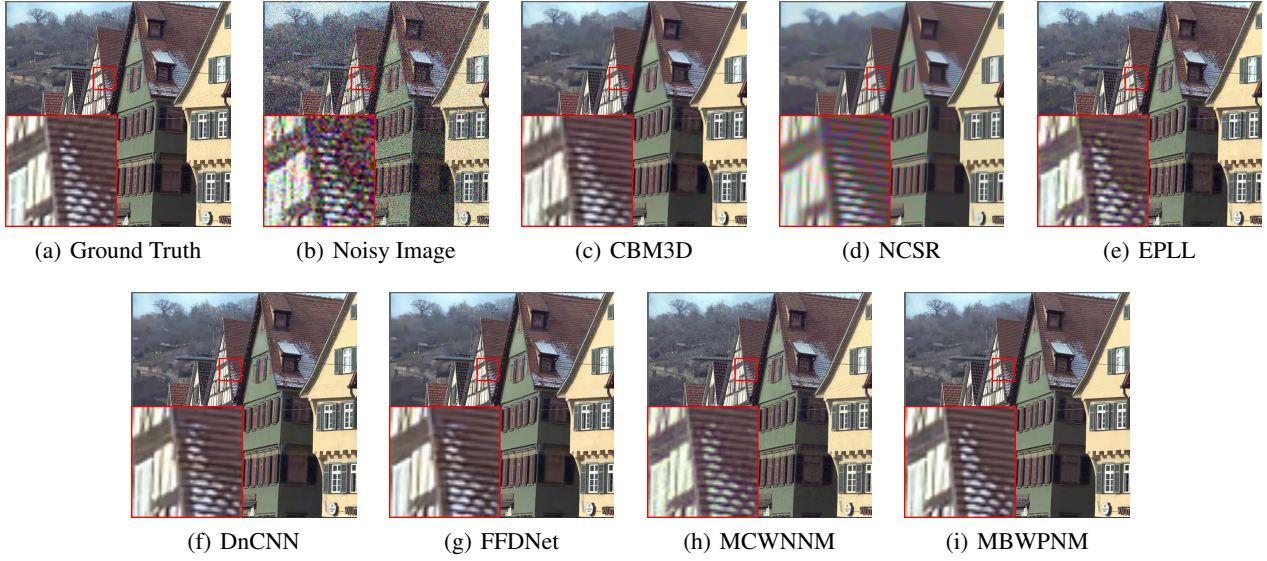 (a) Ground Truth
(b) Noisy Image
(c) CBM3D
(d) NCSR
(e) EPLL
(f) DnCNN
(g) FFDNet
(h) MCWNNM
(i) MBWPNM